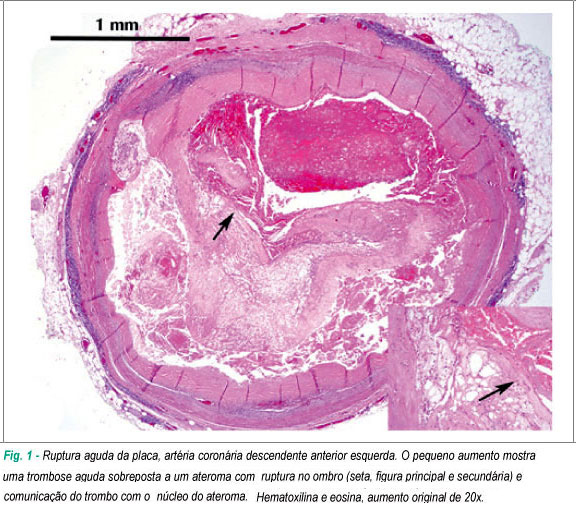 1 mm
Fig. 1 - Ruptura aguda da placa, artéria coronária descendente anterior esquerda. O pequeno aumento mostra
uma trombose aguda sobreposta a um ateroma com ruptura no ombro (seta, figura principal e secundária) e
comunicação do trombo com o núcleo do ateroma. Hematoxilina e eosina, aumento original de 20x.